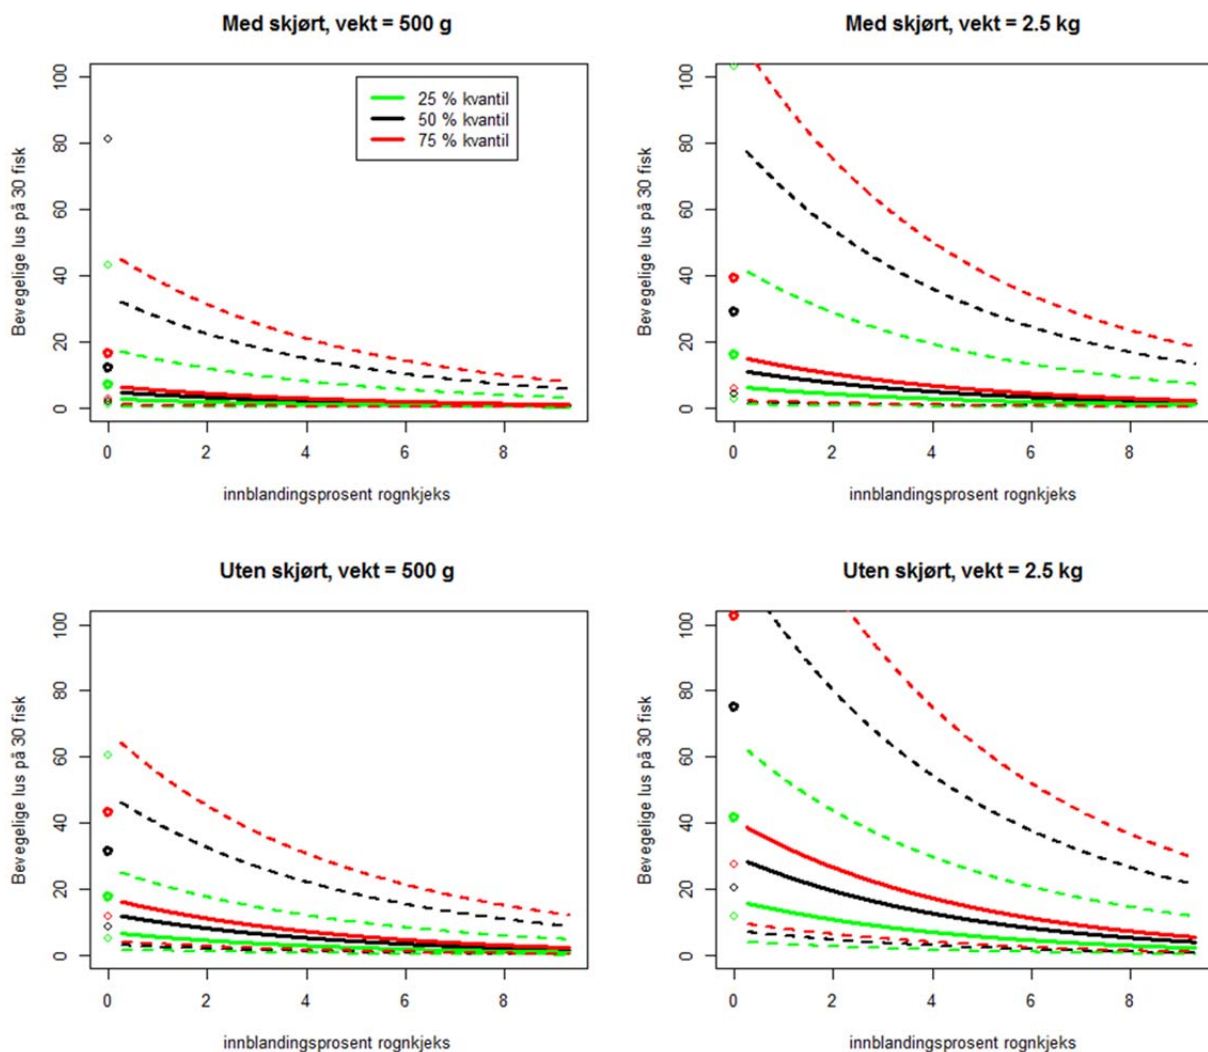 Med skjørt, vekt = 500 g
Bevegelige lus på 30 fisk
100
80
60
40
20
0
25 % kvantil
50 % kvantil
75 % kvantil
0 2 4 6 8
innblandingsprosent rognkjeks
Med skjørt, vekt = 2.5 kg
Bevegelige lus på 30 fisk
100
80
60
40
20
0
0 2 4 6 8
innblandingsprosent rognkjeks
Uten skjørt, vekt = 500 g
Bevegelige lus på 30 fisk
100
80
60
40
20
0
0 2 4 6 8
innblandingsprosent rognkjeks
Uten skjørt, vekt = 2.5 kg
Bevegelige lus på 30 fisk
100
80
60
40
20
0
0 2 4 6 8
innblandingsprosent rognkjeks